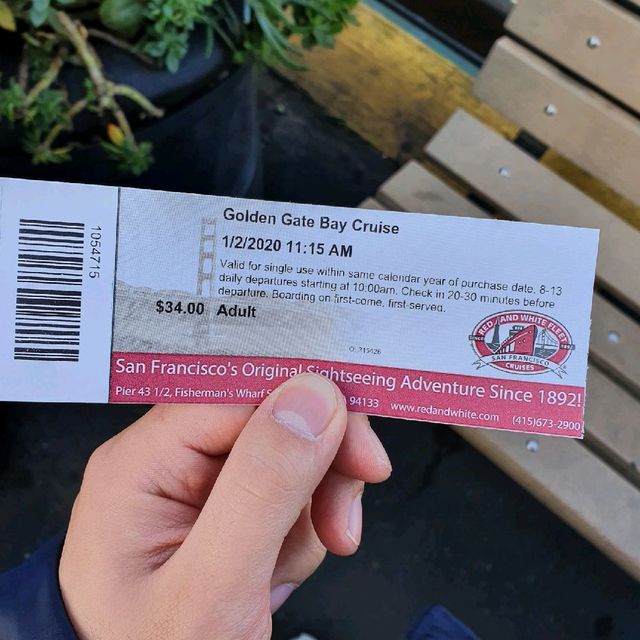 1054715
Golden Gate Bay Cruise
1/2/2020 11:15 AM
Valid for single use within same calendar year of purchase date. 8-13
daily departures starting at 10:00am. Check in 20-30 minutes before
departure. Boarding on first-come, first-served.
$34.00 Adult
RED AND WHITE FLEET
SAN FRANCISCO
CRUISES
San Francisco's Original Sightseeing Adventure Since 1892!
Pier 43 1/2, Fisherman's Wharf 94133 www.redandwhite.com (415)673-2900